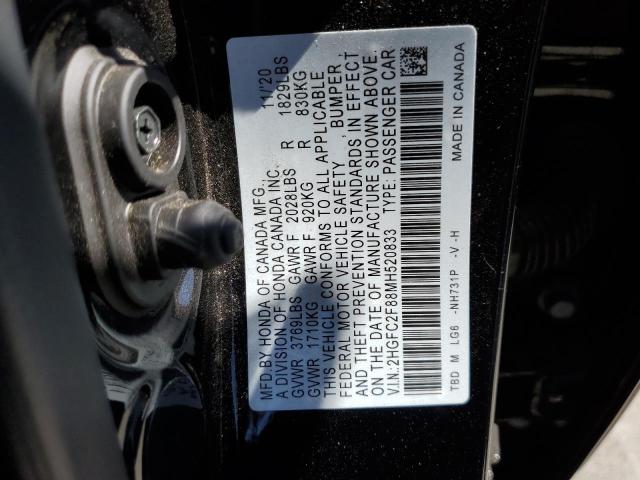 MFD.BY HONDA OF CANADA MFG., 11/'20
A DIVISION OF HONDA CANADA INC.
GVWR 3769LBS GAWR F 2028LBS R 1829LBS
GVWR 1710KG GAWR F 920KG R 830KG
THIS VEHICLE CONFORMS TO ALL APPLICABLE
FEDERAL MOTOR VEHICLE SAFETY , BUMPER
AND THEFT PREVENTION STANDARDS IN EFFECT
ON THE DATE OF MANUFACTURE SHOWN ABOVE.
V.I.N.:2HGFC2F88MH520833 TYPE: PASSENGER CAR
TBD M LG6 -NH731P -V -H MADE IN CANADA